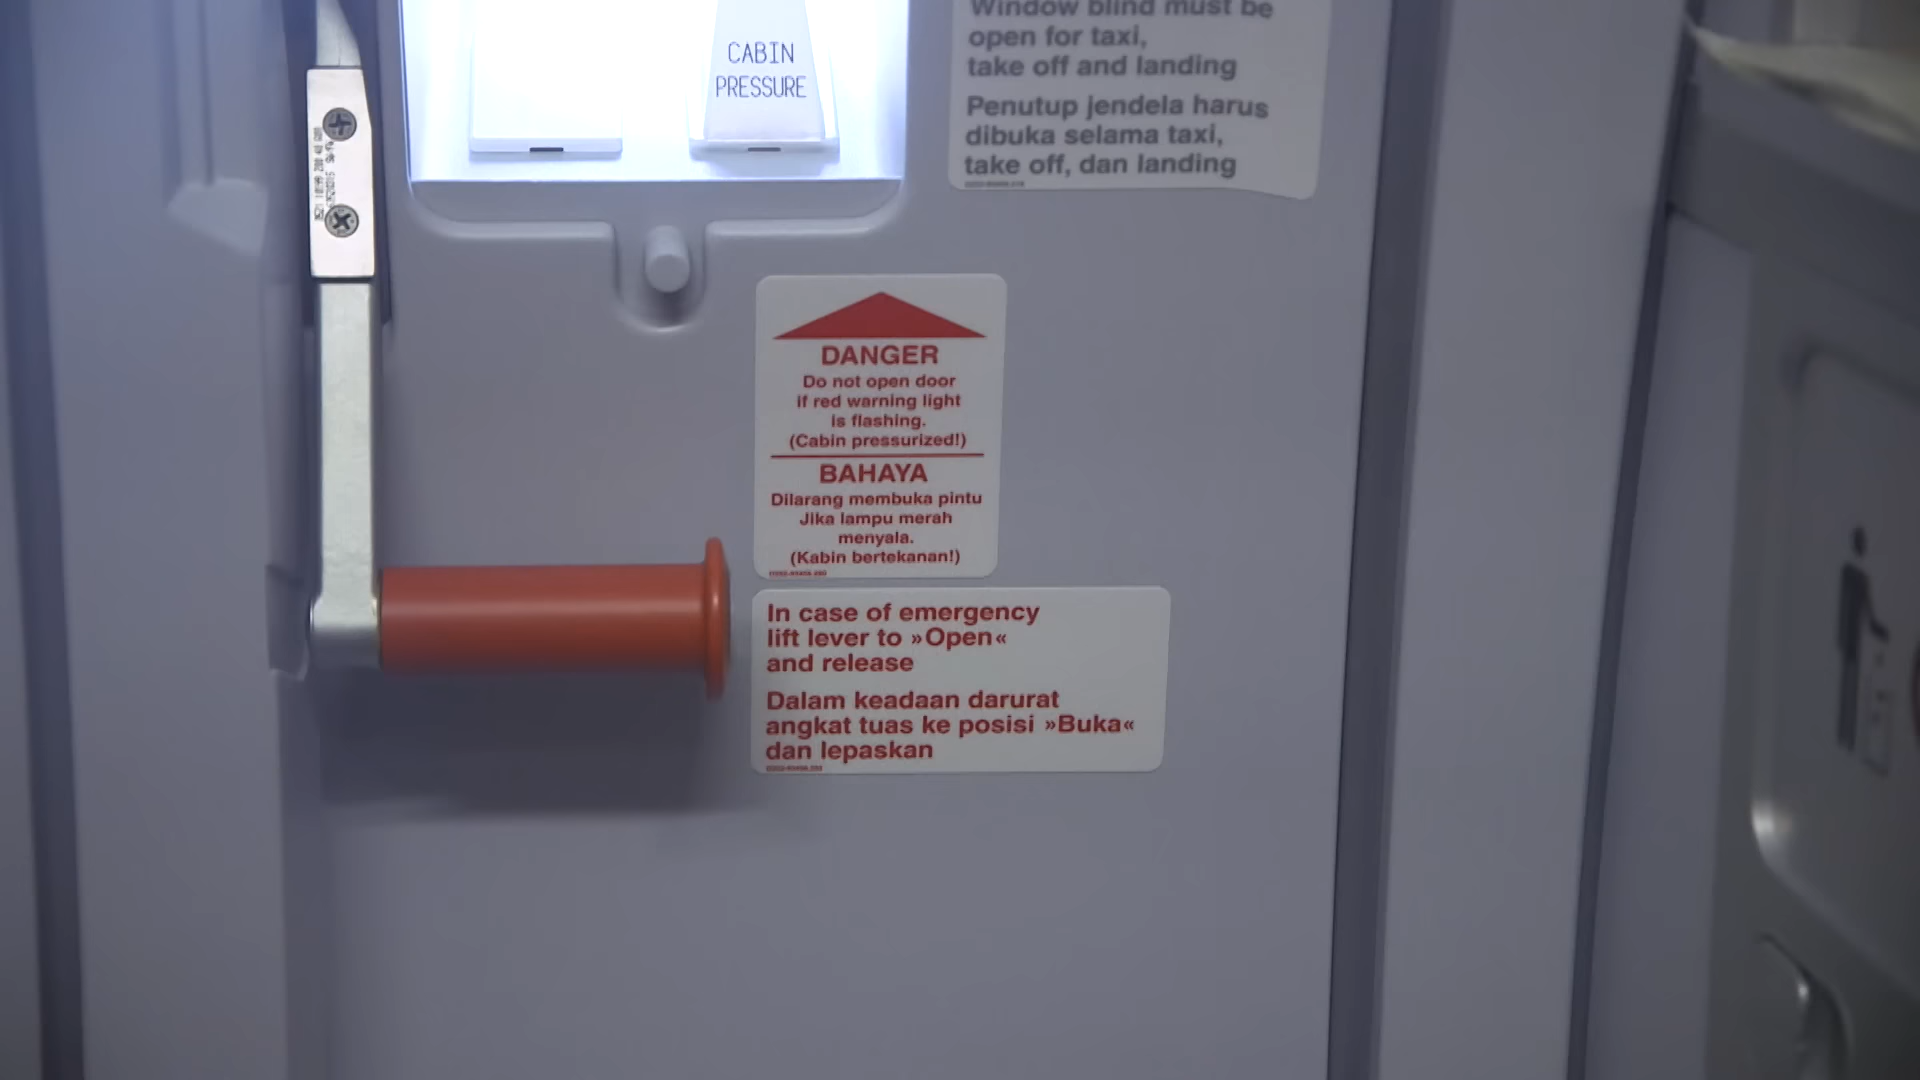 CABIN
PRESSURE
Window blind must be
open for taxi,
take off and landing
Penutup jendela harus
dibuka selama taxi,
take off, dan landing
DANGER
Do not open door
if red warning light
is flashing.
(Cabin pressurized!)
BAHAYA
Dilarang membuka pintu
Jika lampu merah
menyala.
(Kabin bertekanan!)
In case of emergency
lift lever to »Open«
and release
Dalam keadaan darurat
angkat tuas ke posisi »Buka«
dan lepaskan